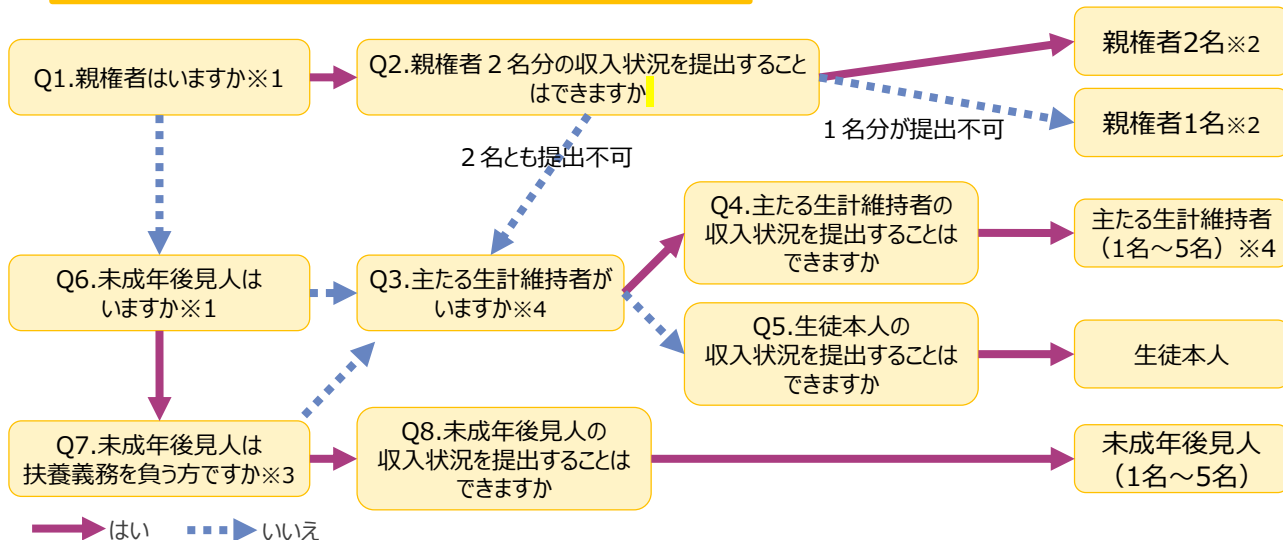 Q1.親権者はいますか※1
Q2.親権者２名分の収入状況を提出すること
はできますか
親権者2名※2
親権者1名※2
１名分が提出不可
２名とも提出不可
Q6.未成年後見人は
いますか※1
Q3.主たる生計維持者が
いますか※4
Q4.主たる生計維持者の
収入状況を提出することは
できますか
主たる生計維持者
（1名～5名）※4
Q5.生徒本人の
収入状況を提出することは
できますか
生徒本人
Q7.未成年後見人は
扶養義務を負う方ですか※3
Q8.未成年後見人の
収入状況を提出することは
できますか
未成年後見人
（1名～5名）
はい
いいえ